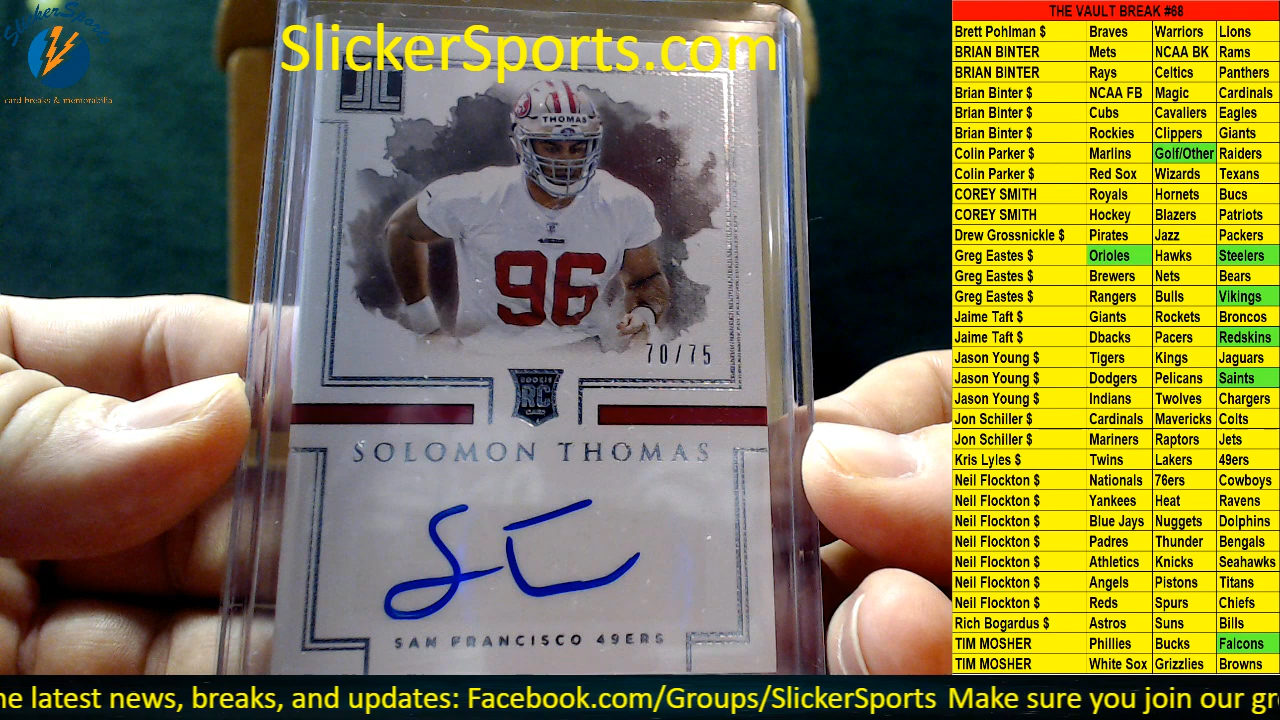 SlickerSports
card breaks & memorabilia
SlickerSports.com
THOMAS
96
70/75
ROOKIE
RC
CARD
SOLOMON THOMAS
SAN FRANCISCO 49ERS
THE VAULT BREAK #68
Brett Pohlman $ Braves Warriors Lions
BRIAN BINTER Mets NCAA BK Rams
BRIAN BINTER Rays Celtics Panthers
Brian Binter $ NCAA FB Magic Cardinals
Brian Binter $ Cubs Cavaliers Eagles
Brian Binter $ Rockies Clippers Giants
Colin Parker $ Marlins Golf/Other Raiders
Colin Parker $ Red Sox Wizards Texans
COREY SMITH Royals Hornets Bucs
COREY SMITH Hockey Blazers Patriots
Drew Grossnickle $ Pirates Jazz Packers
Greg Eastes $ Orioles Hawks Steelers
Greg Eastes $ Brewers Nets Bears
Greg Eastes $ Rangers Bulls Vikings
Jaime Taft $ Giants Rockets Broncos
Jaime Taft $ Dbacks Pacers Redskins
Jason Young $ Tigers Kings Jaguars
Jason Young $ Dodgers Pelicans Saints
Jason Young $ Indians Twolves Chargers
Jon Schiller $ Cardinals Mavericks Colts
Jon Schiller $ Mariners Raptors Jets
Kris Lyles $ Twins Lakers 49ers
Neil Flockton $ Nationals 76ers Cowboys
Neil Flockton $ Yankees Heat Ravens
Neil Flockton $ Blue Jays Nuggets Dolphins
Neil Flockton $ Padres Thunder Bengals
Neil Flockton $ Athletics Knicks Seahawks
Neil Flockton $ Angels Pistons Titans
Neil Flockton $ Reds Spurs Chiefs
Rich Bogardus $ Astros Suns Bills
TIM MOSHER Phillies Bucks Falcons
TIM MOSHER White Sox Grizzlies Browns
he latest news, breaks, and updates: Facebook.com/Groups/SlickerSports Make sure you join our gr